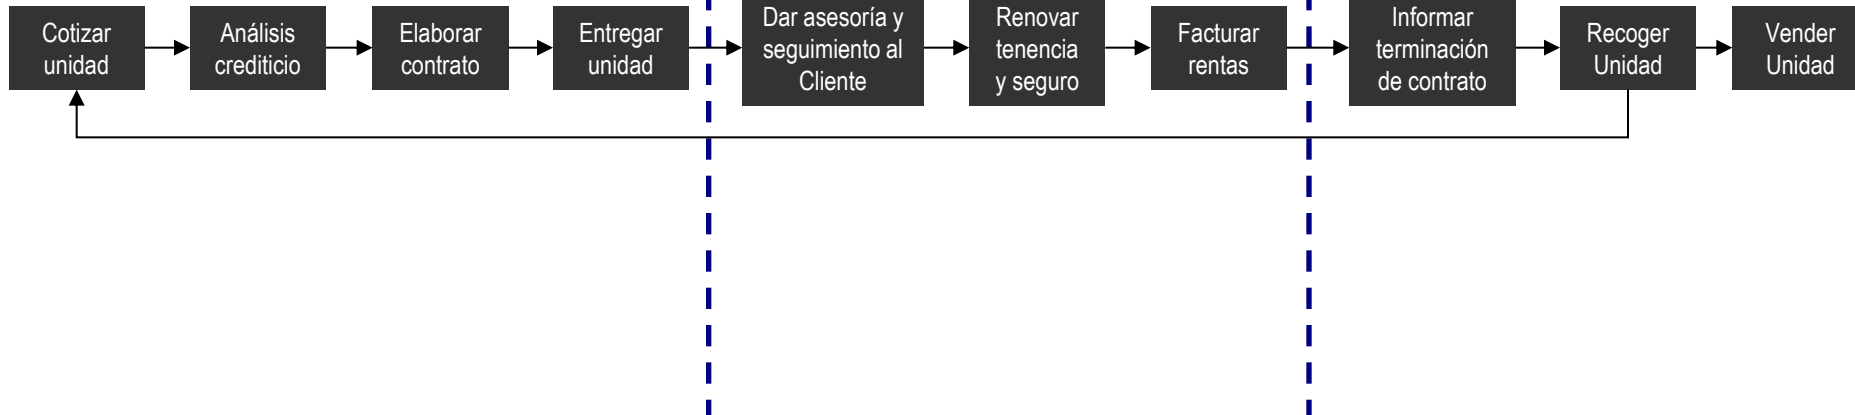 Cotizar
unidad
Análisis
crediticio
Elaborar
contrato
Entregar
unidad
Dar asesoría y
seguimiento al
Cliente
Renovar
tenencia
y seguro
Facturar
rentas
Informar
terminación
de contrato
Recoger
Unidad
Vender
Unidad